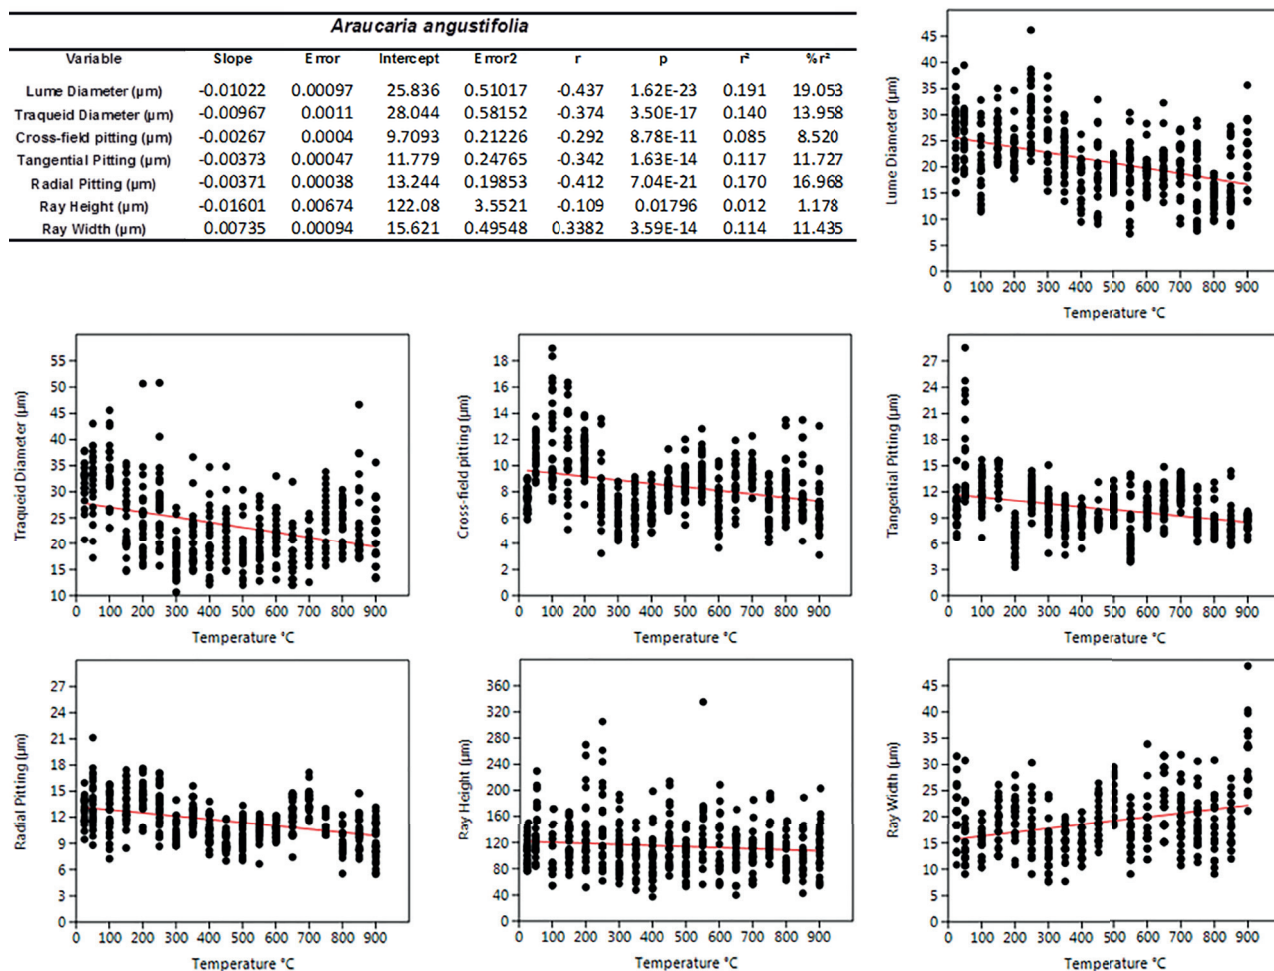 Araucaria angustifolia
Variable Slope Error Intercept Error2 r p r² %r²
Lume Diameter (µm) -0.01022 0.00097 25.836 0.51017 -0.437 1.62E-23 0.191 19.053
Traqueid Diameter (µm) -0.00967 0.0011 28.044 0.58152 -0.374 3.50E-17 0.140 13.958
Cross-field pitting (µm) -0.00267 0.0004 9.7093 0.21226 -0.292 8.78E-11 0.085 8.520
Tangential Pitting (µm) -0.00373 0.00047 11.779 0.24765 -0.342 1.63E-14 0.117 11.727
Radial Pitting (µm) -0.00371 0.00038 13.244 0.19853 -0.412 7.04E-21 0.170 16.968
Ray Height (µm) -0.01601 0.00674 122.08 3.5521 -0.109 0.01796 0.012 1.178
Ray Width (µm) 0.00735 0.00094 15.621 0.49548 0.3382 3.59E-14 0.114 11.435
Lume Diameter (µm)
45
40
35
30
25
20
15
10
5
0
0 100 200 300 400 500 600 700 800 900
Temperature °C
Traqueid Diameter (µm)
55
50
45
40
35
30
25
20
15
10
0 100 200 300 400 500 600 700 800 900
Temperature °C
Cross-field pitting (µm)
18
16
14
12
10
8
6
4
2
0
0 100 200 300 400 500 600 700 800 900
Temperature °C
Tangential Pitting (µm)
27
24
21
18
15
12
9
6
3
0
0 100 200 300 400 500 600 700 800 900
Temperature °C
Radial Pitting (µm)
27
24
21
18
15
12
9
6
3
0
0 100 200 300 400 500 600 700 800 900
Temperature °C
Ray Height (µm)
360
320
280
240
200
160
120
80
40
0
0 100 200 300 400 500 600 700 800 900
Temperature °C
Ray Width (µm)
45
40
35
30
25
20
15
10
5
0
0 100 200 300 400 500 600 700 800 900
Temperature °C